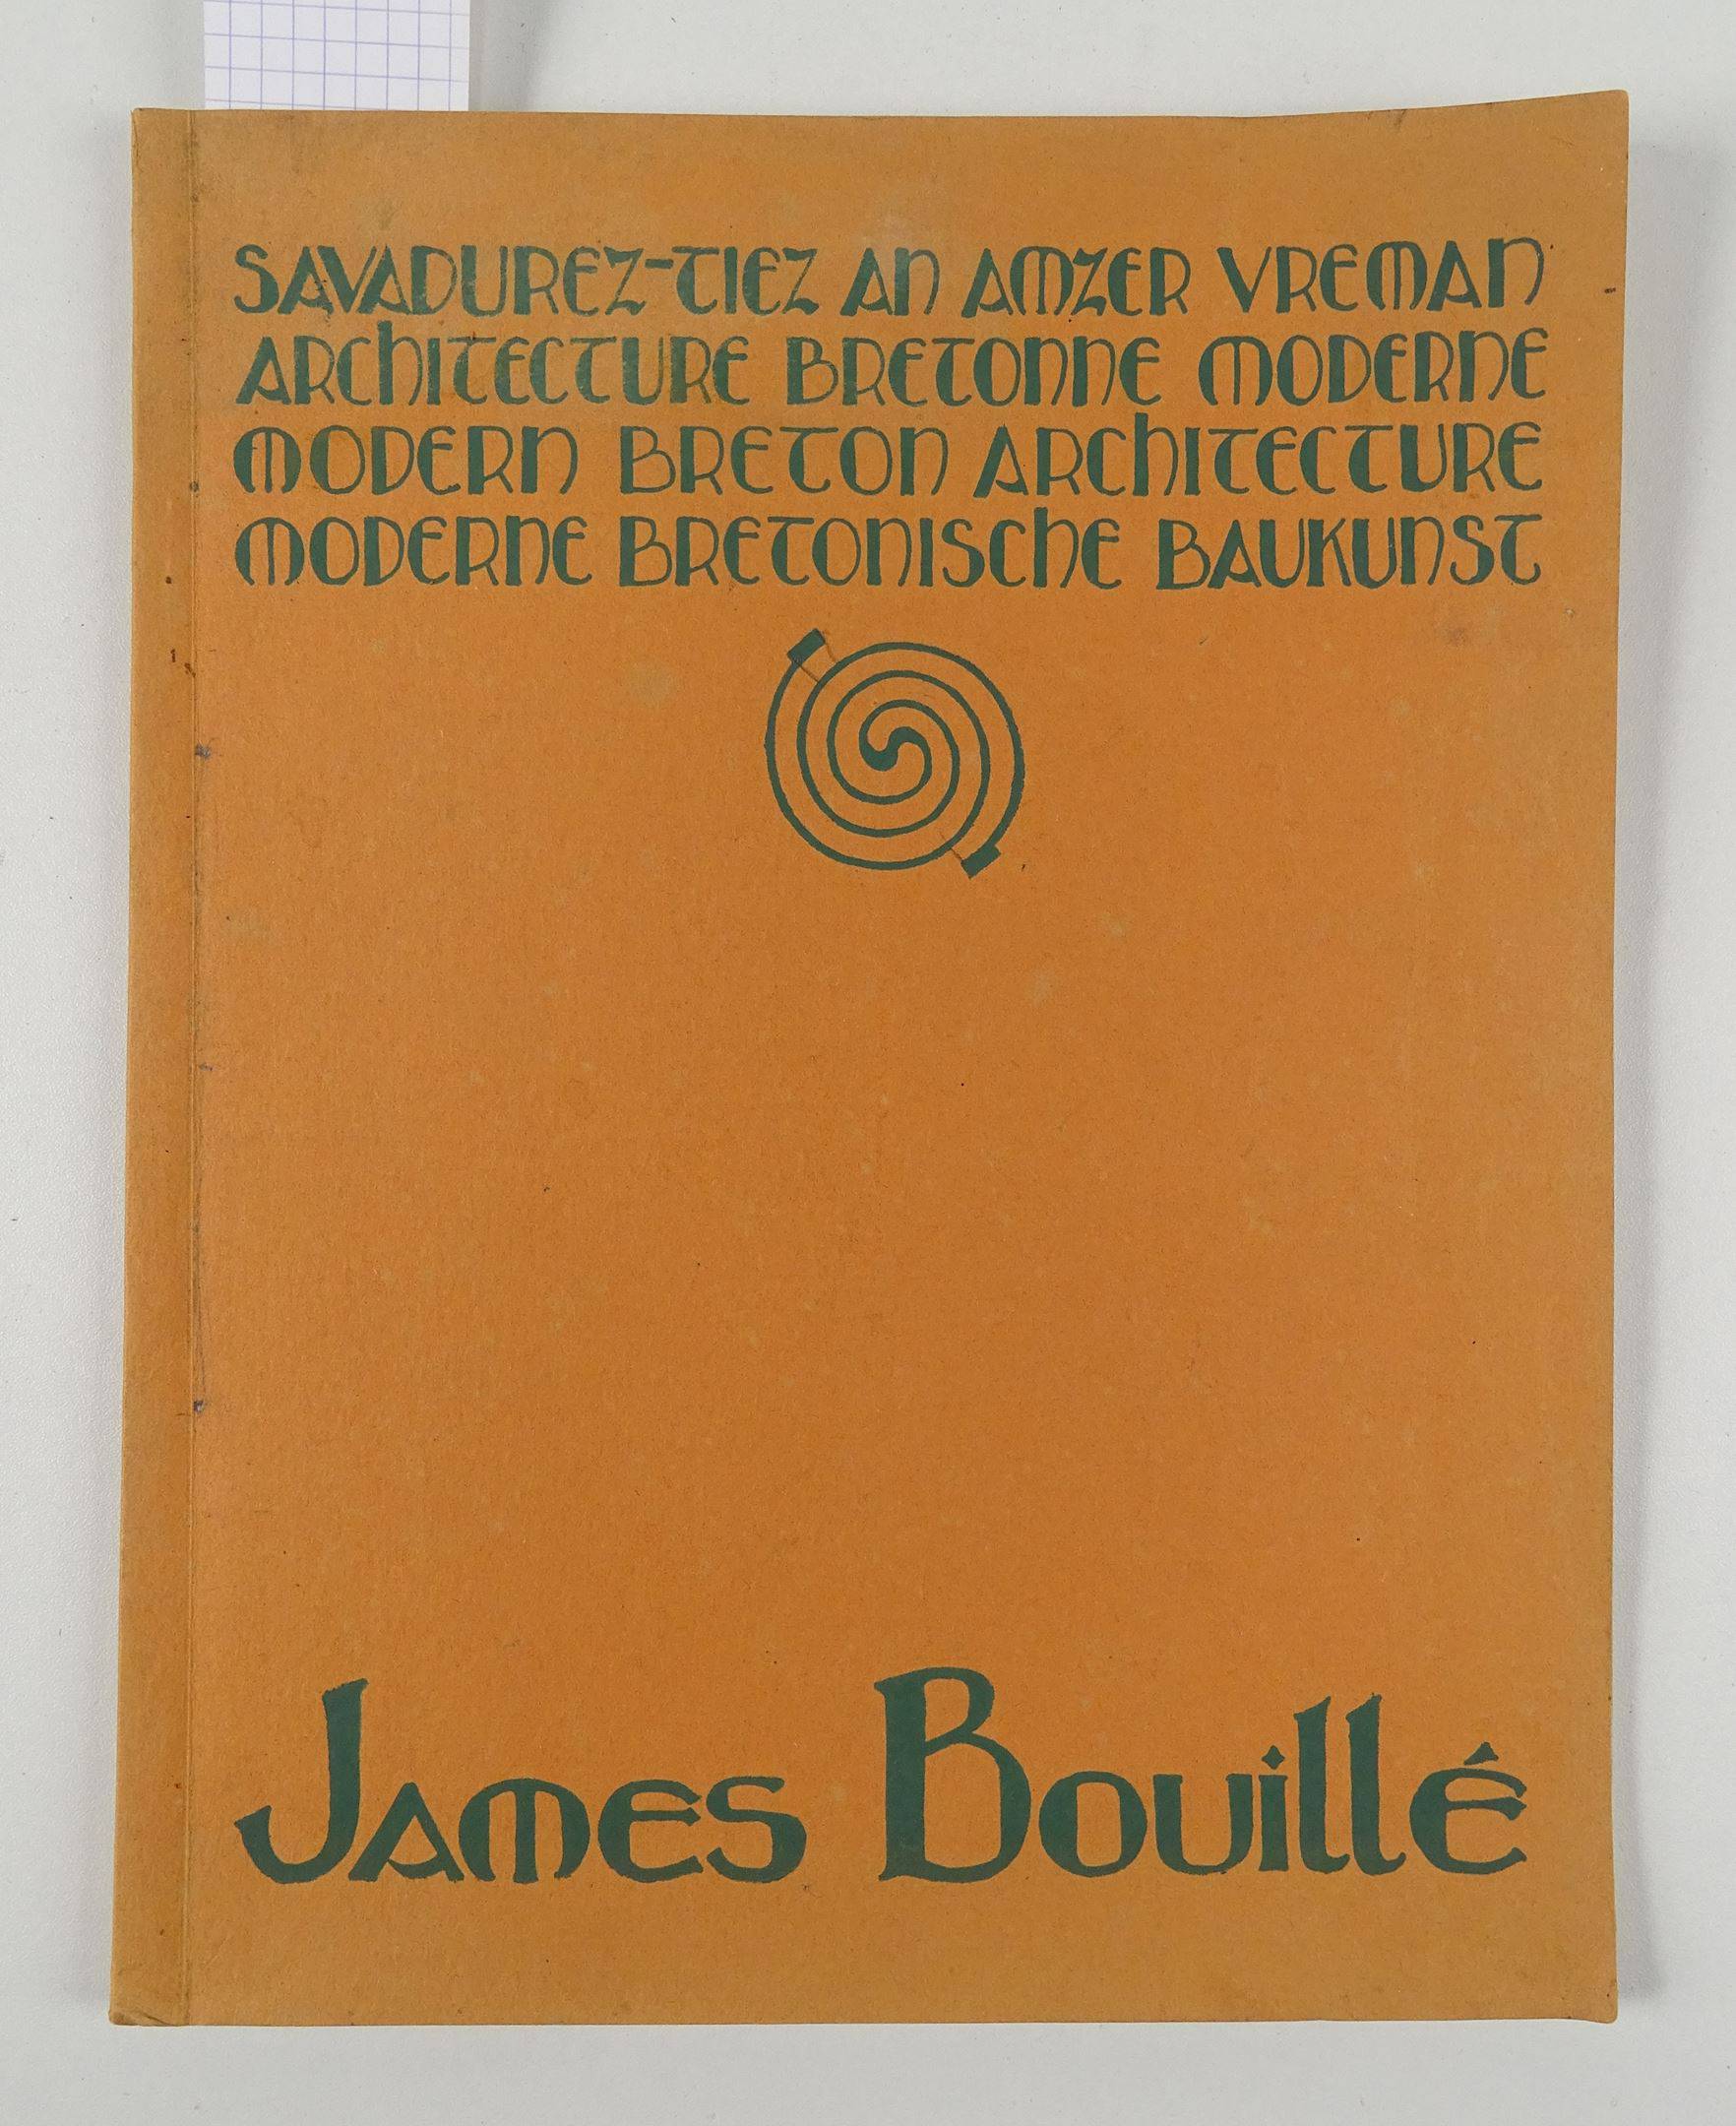 SAVADUREZ-TIEZ AN AMZER VREMAN
ARCHITECTURE BRETONNE MODERNE
MODERN BRETON ARCHITECTURE
MODERNE BRETONISCHE BAUKUNST
JAMES BOUILLÉ